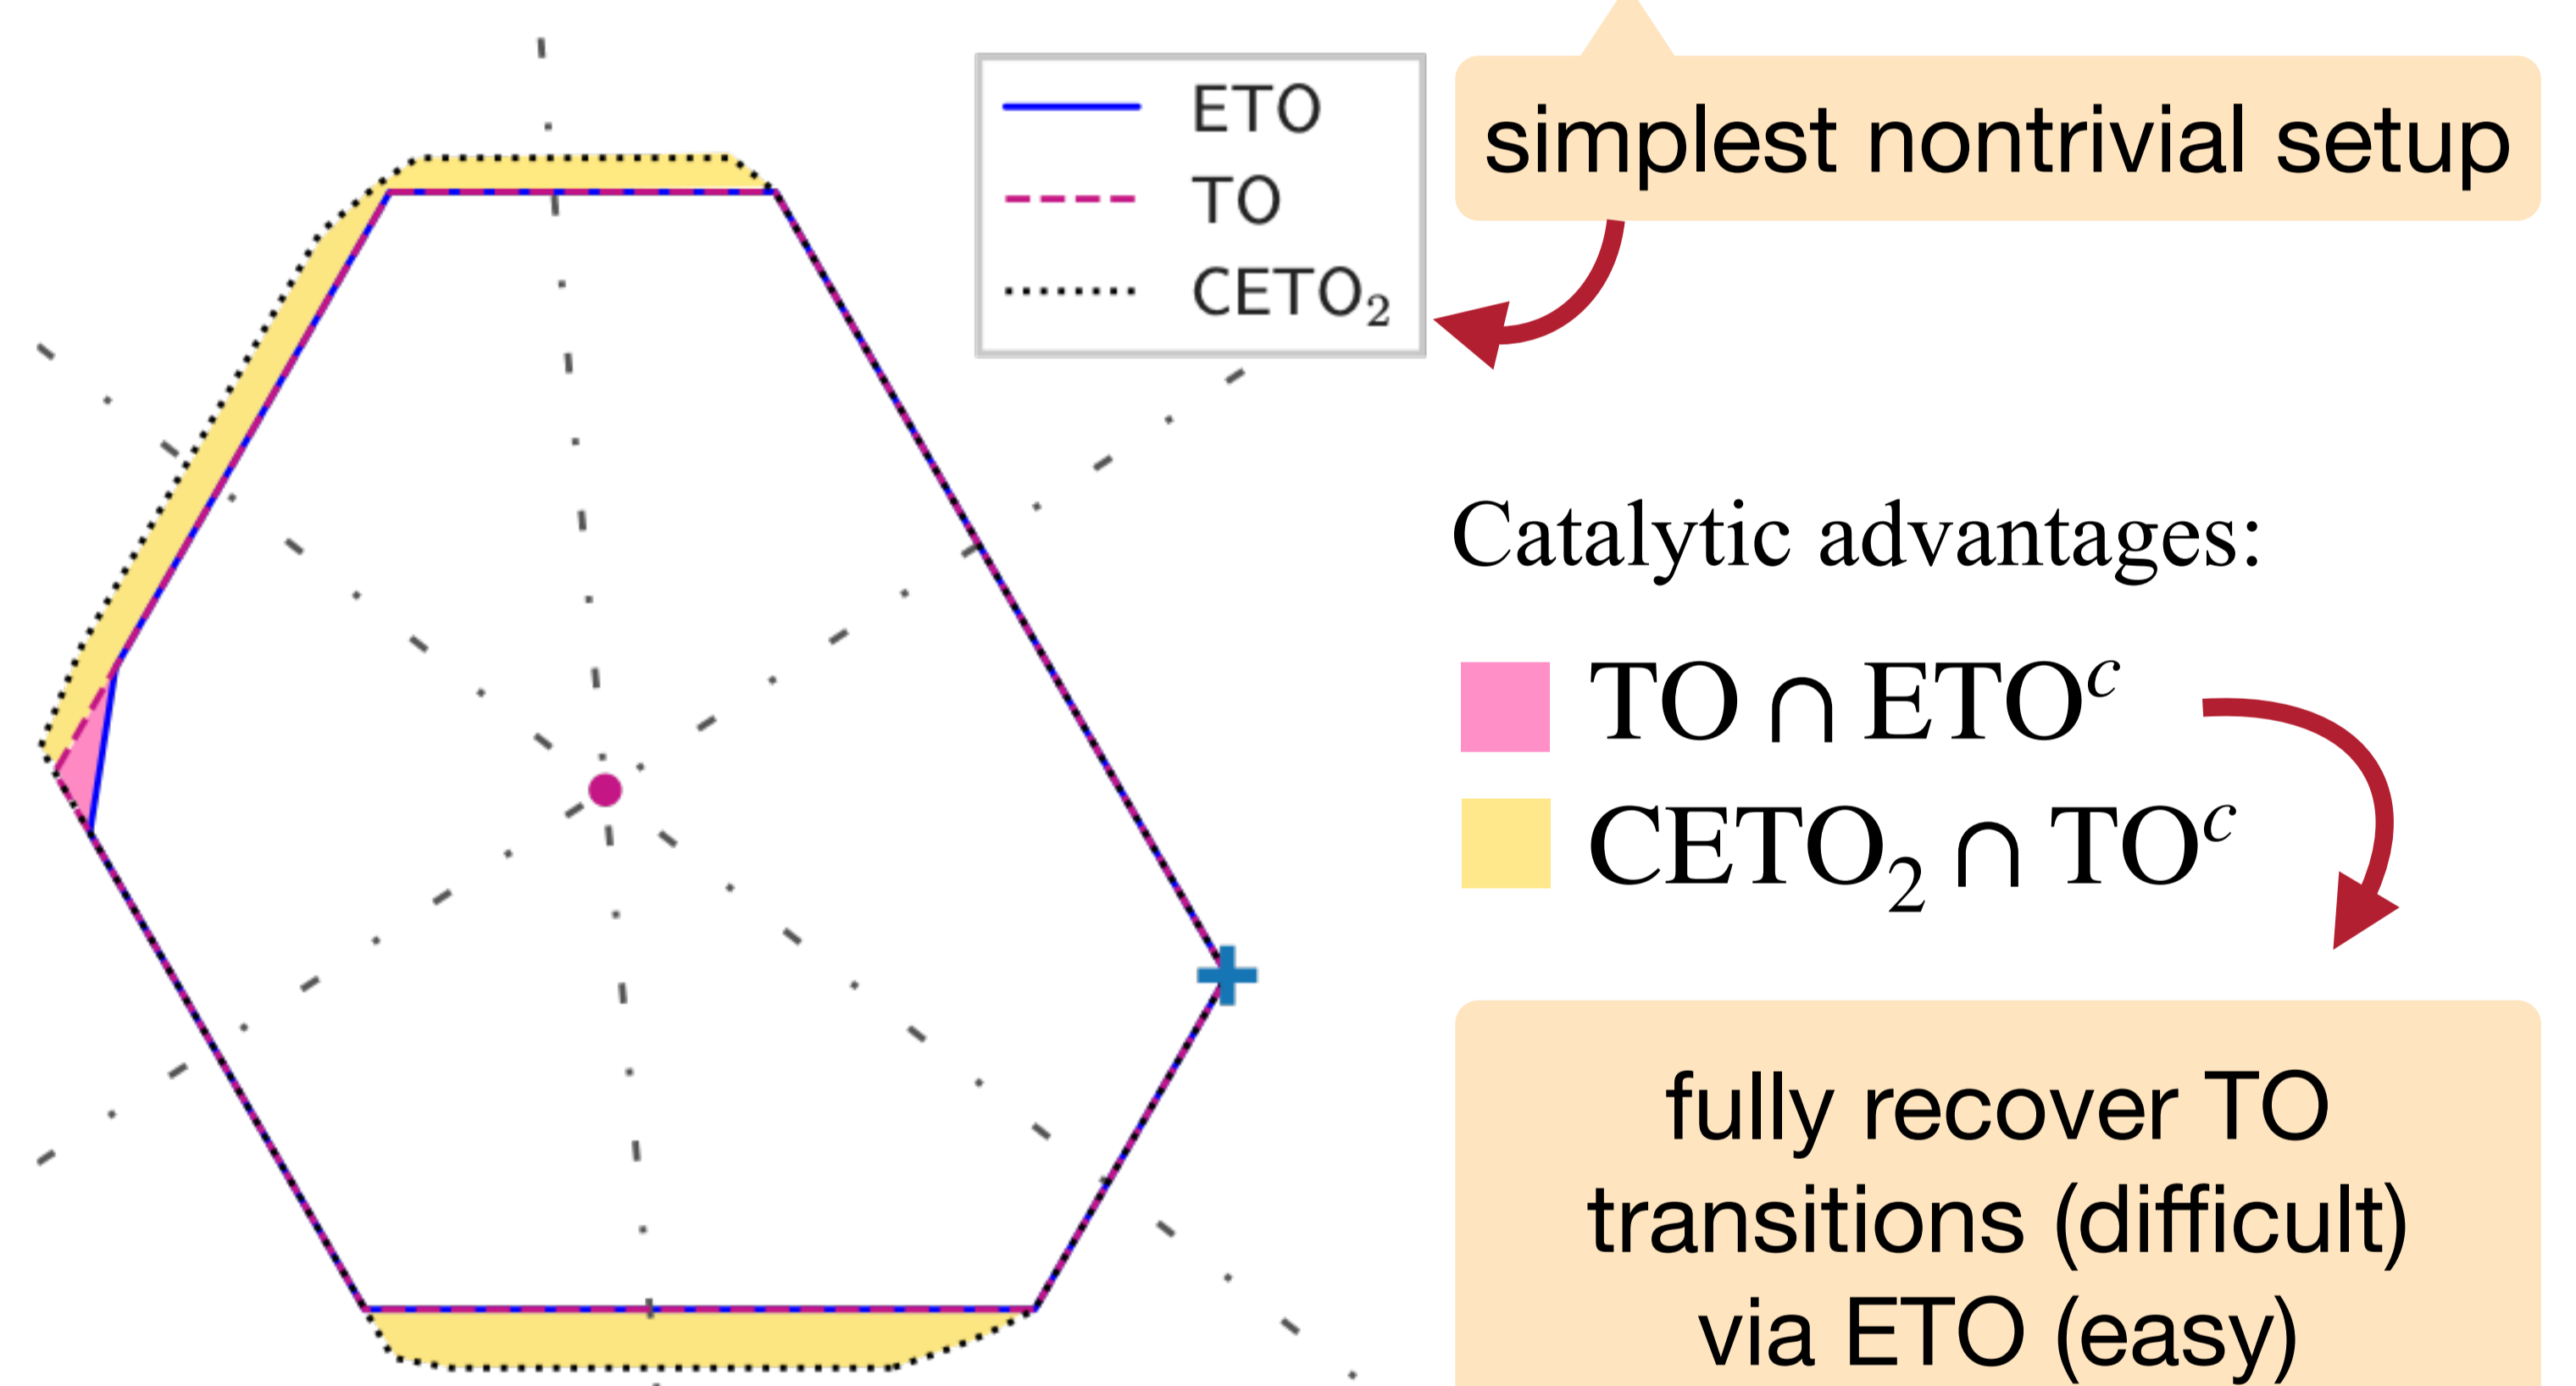 ETO
TO
CETO₂
simplest nontrivial setup
Catalytic advantages:
TO ∩ ETOᶜ
CETO₂ ∩ TOᶜ
fully recover TO
transitions (difficult)
via ETO (easy)